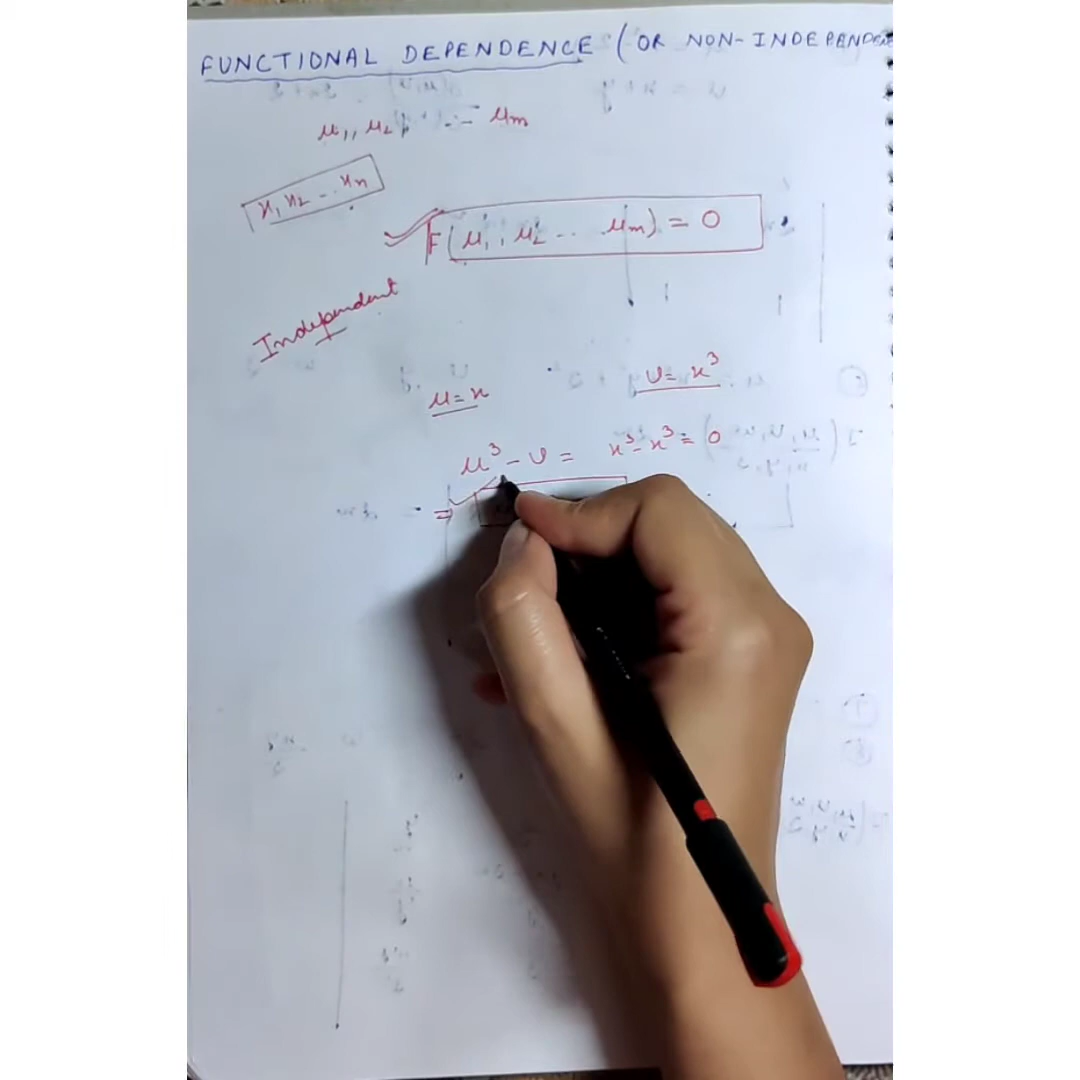 FUNCTIONAL DEPENDENCE (OR NON-INDEPENDE
u₁, u₂, - - - uₘ
x₁ x₂ - . xₙ
F(u₁, u₂ - - . uₘ) = 0
Independent
u = x v = x³
u³ - v = x³ - x³ = 0
⇒